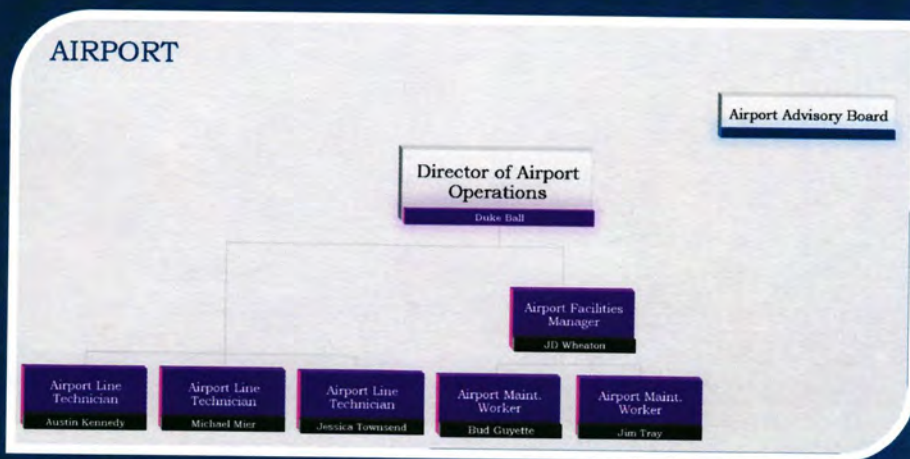 AIRPORT
Airport Advisory Board
Director of Airport
Operations
Duke Ball
Airport Facilities
Manager
JD Wheaton
Airport Line
Technician
Austin Kennedy
Airport Line
Technician
Michael Mier
Airport Line
Technician
Jessica Townsend
Airport Maint.
Worker
Bud Guyette
Airport Maint.
Worker
Jim Tray